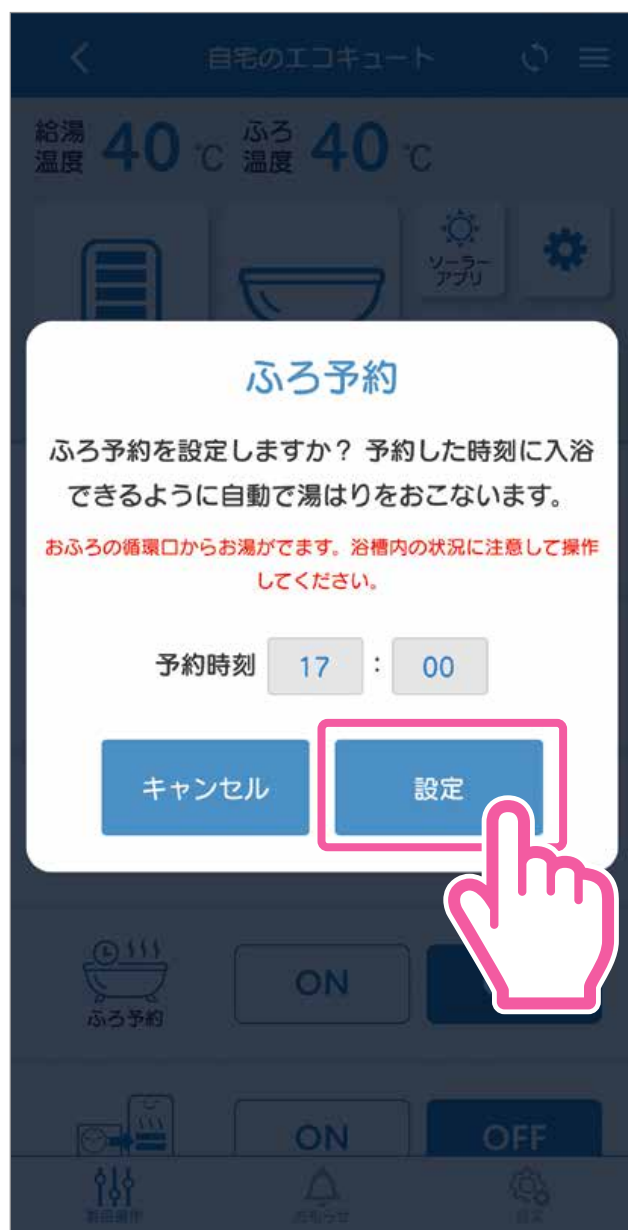 自宅のエコキュート
給湯 ふろ
温度 40 ℃ 温度 40 ℃
ソーラー
アプリ
ふろ予約
ふろ予約を設定しますか？ 予約した時刻に入浴
できるように自動で湯はりをおこないます。
おふろの循環口からお湯がでます。浴槽内の状況に注意して操作
してください。
予約時刻 17 : 00
キャンセル 設定
ふろ予約 ON
ON OFF
お知らせ 設定